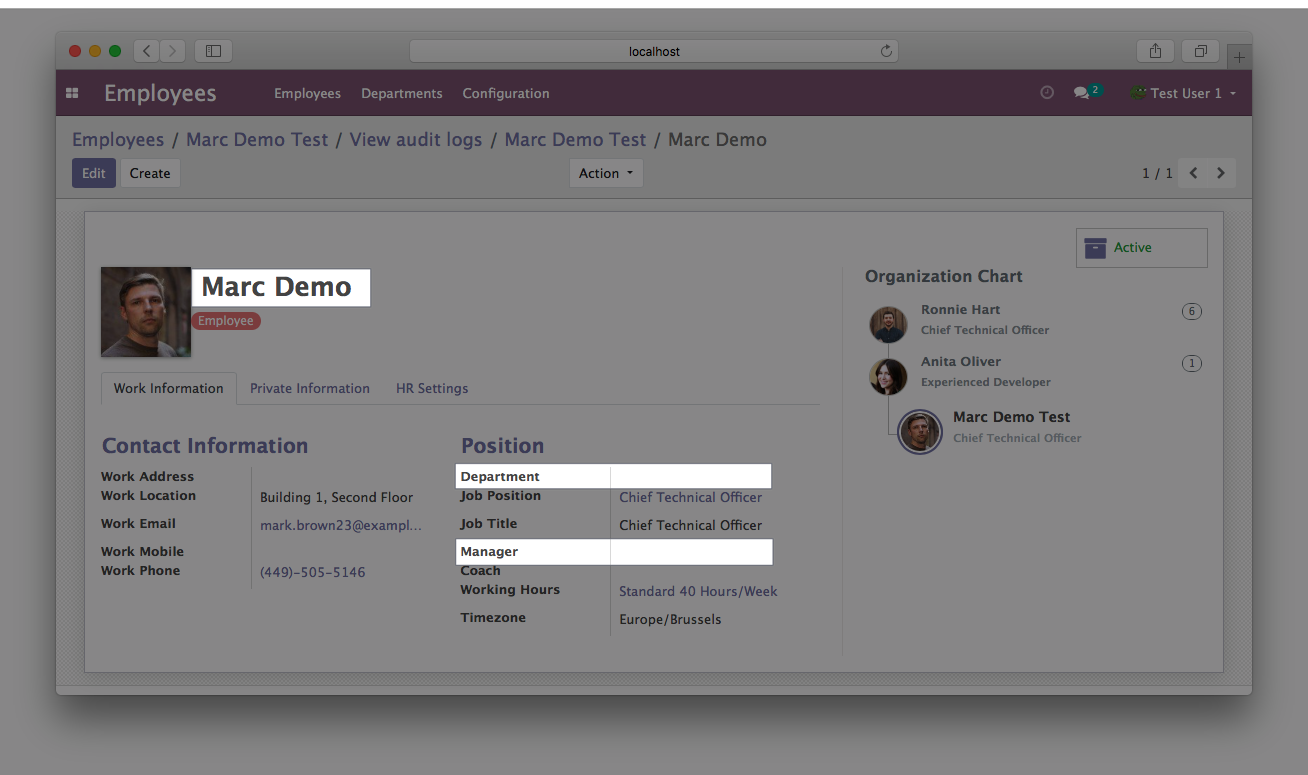 localhost
Employees Employees Departments Configuration 2 Test User 1
Employees / Marc Demo Test / View audit logs / Marc Demo Test / Marc Demo
Edit Create Action 1 / 1
Active
Marc Demo
Employee
Organization Chart
Ronnie Hart 6
Chief Technical Officer
Anita Oliver 1
Experienced Developer
Marc Demo Test
Chief Technical Officer
Work Information Private Information HR Settings
Contact Information
Work Address
Work Location Building 1, Second Floor
Work Email mark.brown23@exampl...
Work Mobile
Work Phone (449)-505-5146
Position
Department
Job Position Chief Technical Officer
Job Title Chief Technical Officer
Manager
Coach
Working Hours Standard 40 Hours/Week
Timezone Europe/Brussels